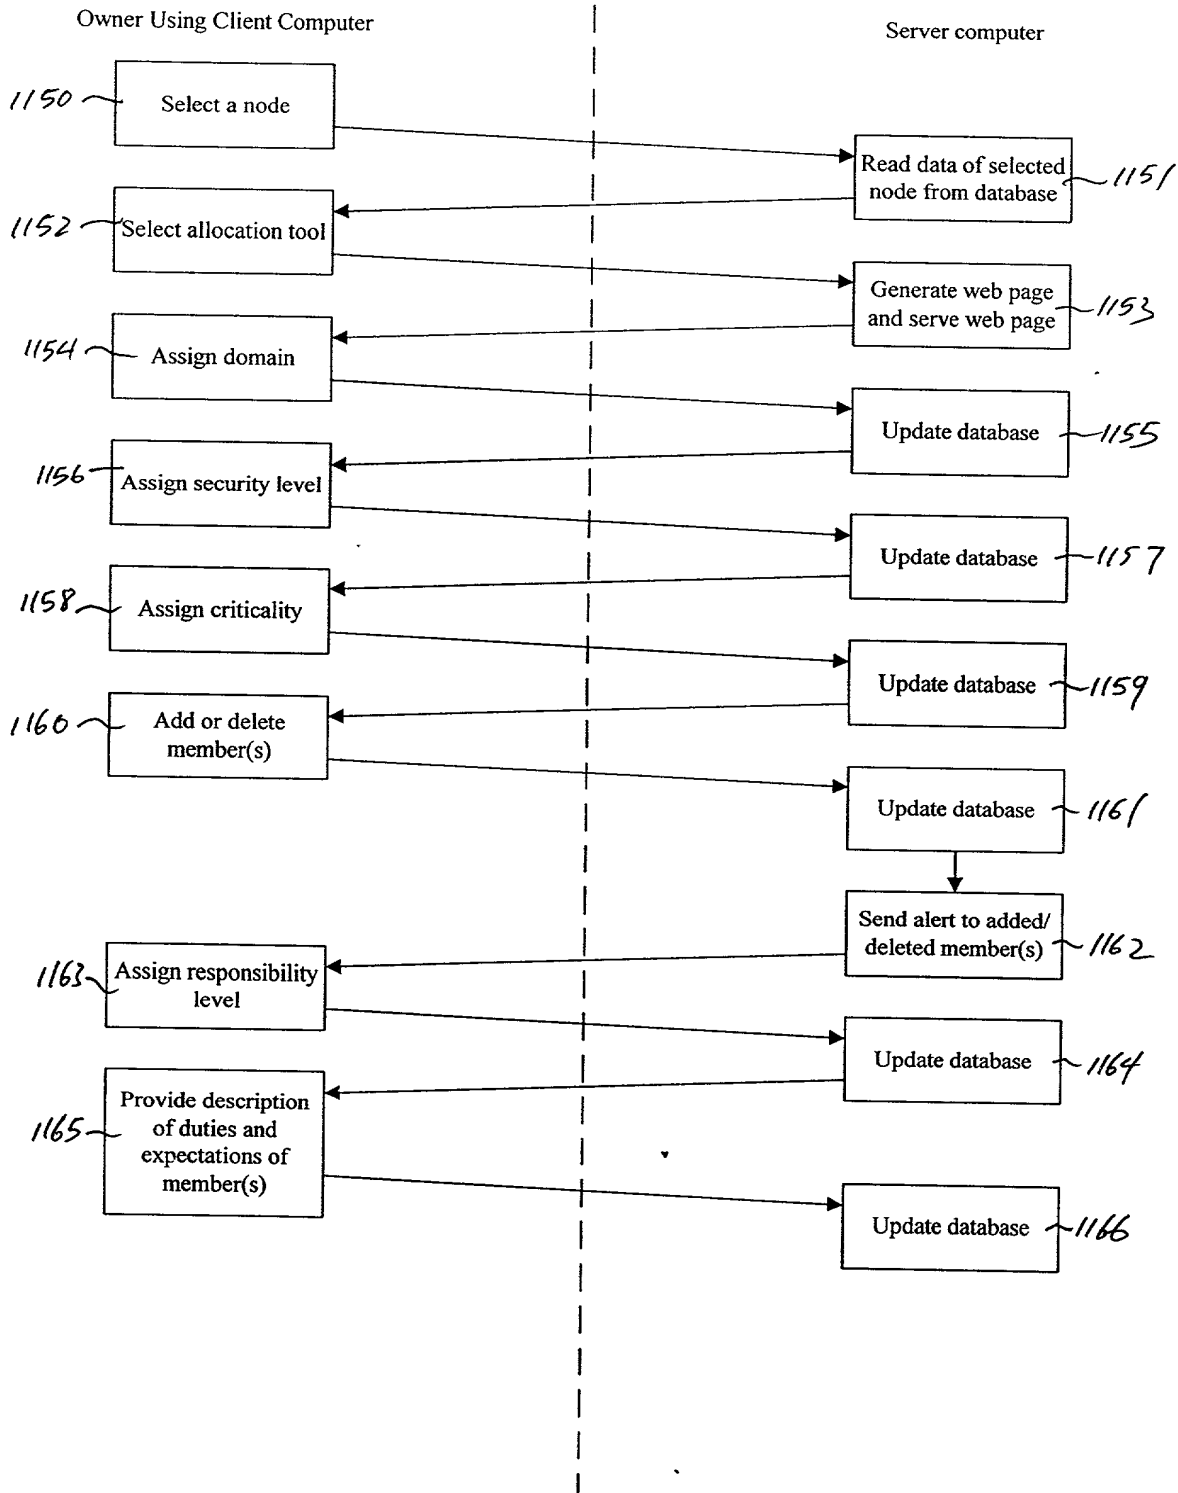 Owner Using Client Computer
Server computer
1150
Select a node
Read data of selected
node from database
1151
1152
Select allocation tool
Generate web page
and serve web page
1153
1154
Assign domain
Update database
1155
1156
Assign security level
Update database
1157
1158
Assign criticality
Update database
1159
1160
Add or delete
member(s)
Update database
1161
Send alert to added/
deleted member(s)
1162
1163
Assign responsibility
level
Update database
1164
1165
Provide description
of duties and
expectations of
member(s)
Update database
1166